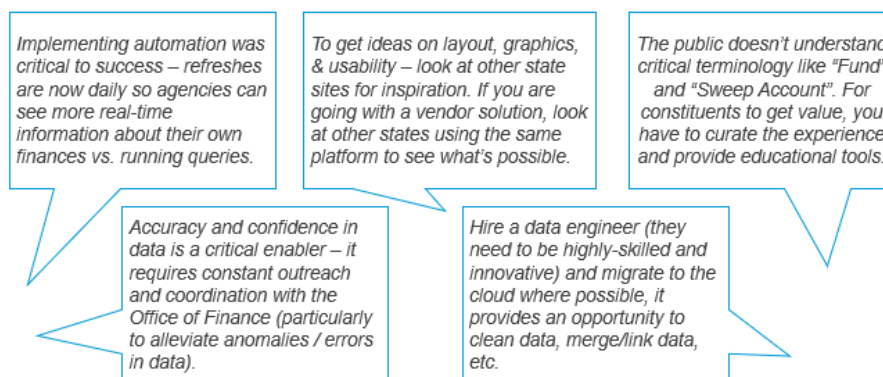 Implementing automation was
critical to success – refreshes
are now daily so agencies can
see more real-time
information about their own
finances vs. running queries.
To get ideas on layout, graphics,
& usability – look at other state
sites for inspiration. If you are
going with a vendor solution, look
at other states using the same
platform to see what’s possible.
The public doesn’t understand
critical terminology like “Fund”
and “Sweep Account”. For
constituents to get value, you
have to curate the experience
and provide educational tools.
Accuracy and confidence in
data is a critical enabler – it
requires constant outreach
and coordination with the
Office of Finance (particularly
to alleviate anomalies / errors
in data).
Hire a data engineer (they
need to be highly-skilled and
innovative) and migrate to the
cloud where possible, it
provides an opportunity to
clean data, merge/link data,
etc.